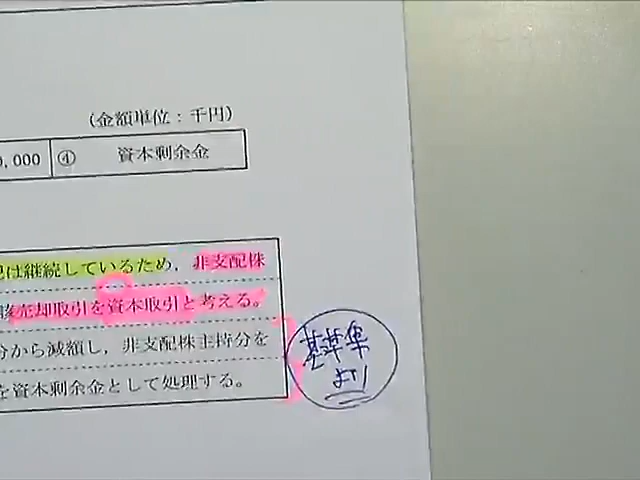 (金額単位：千円)
0,000 ④ 資本剰余金
は継続しているため，非支配株
売却取引を資本取引と考える。
分から減額し，非支配株主持分を
を資本剰余金として処理する。
基準
より